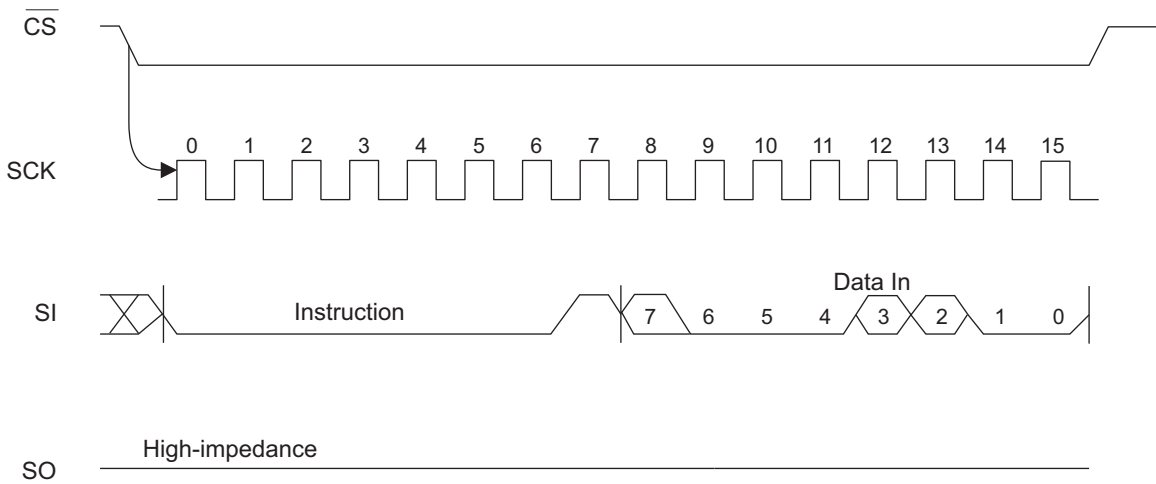 C̅S̅
0 1 2 3 4 5 6 7 8 9 10 11 12 13 14 15
SCK
Data In
SI
Instruction
7 6 5 4 3 2 1 0
High-impedance
SO